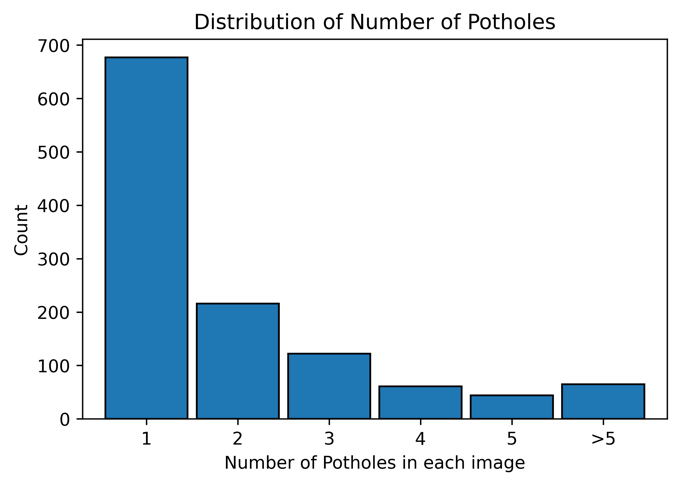 Distribution of Number of Potholes
700
600
500
400
300
200
100
0
Count
1 2 3 4 5 >5
Number of Potholes in each image